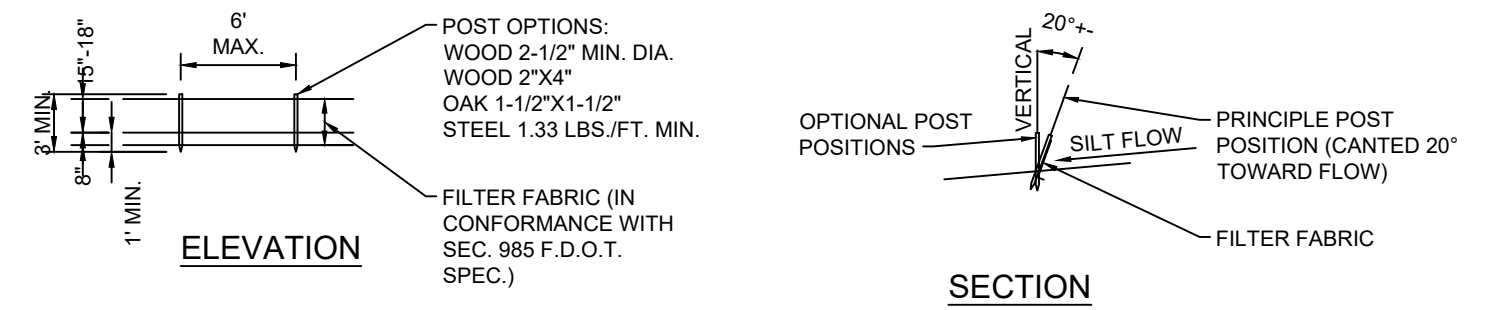 6'
MAX.
15"-18"
3' MIN.
8"
1' MIN.
POST OPTIONS:
WOOD 2-1/2" MIN. DIA.
WOOD 2"X4"
OAK 1-1/2"X1-1/2"
STEEL 1.33 LBS./FT. MIN.
FILTER FABRIC (IN
CONFORMANCE WITH
SEC. 985 F.D.O.T.
SPEC.)
ELEVATION
20°+-
VERTICAL
OPTIONAL POST
POSITIONS
SILT FLOW
PRINCIPLE POST
POSITION (CANTED 20°
TOWARD FLOW)
FILTER FABRIC
SECTION